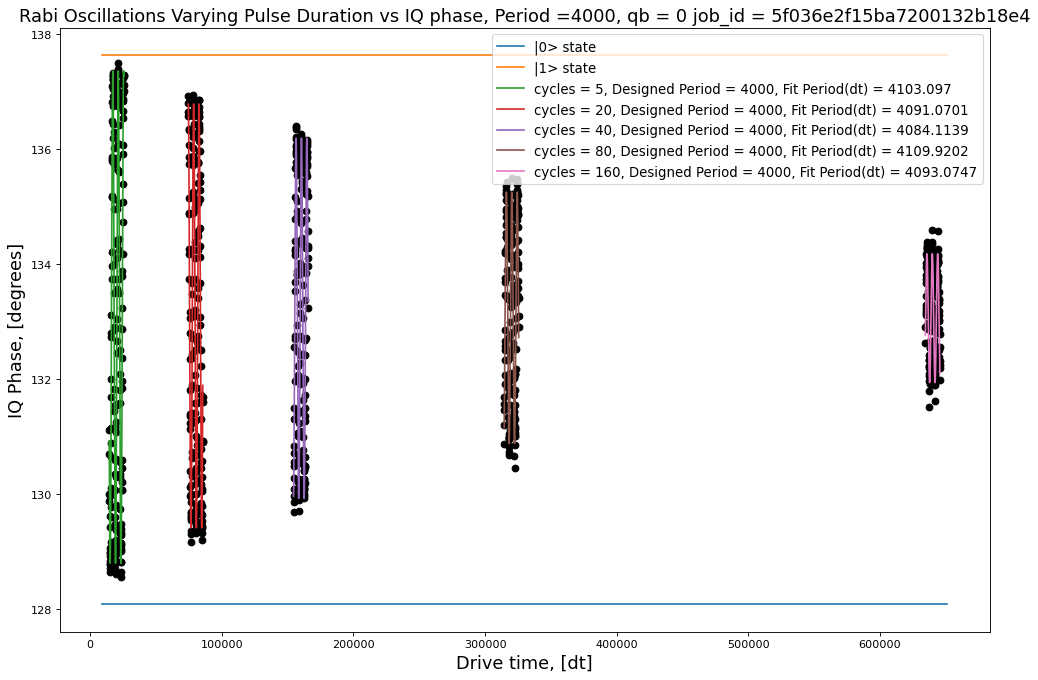 Rabi Oscillations Varying Pulse Duration vs IQ phase, Period =4000, qb = 0 job_id = 5f036e2f15ba7200132b18e4
138
136
134
132
130
128
IQ Phase, [degrees]
|0> state
|1> state
cycles = 5, Designed Period = 4000, Fit Period(dt) = 4103.097
cycles = 20, Designed Period = 4000, Fit Period(dt) = 4091.0701
cycles = 40, Designed Period = 4000, Fit Period(dt) = 4084.1139
cycles = 80, Designed Period = 4000, Fit Period(dt) = 4109.9202
cycles = 160, Designed Period = 4000, Fit Period(dt) = 4093.0747
0 100000 200000 300000 400000 500000 600000
Drive time, [dt]